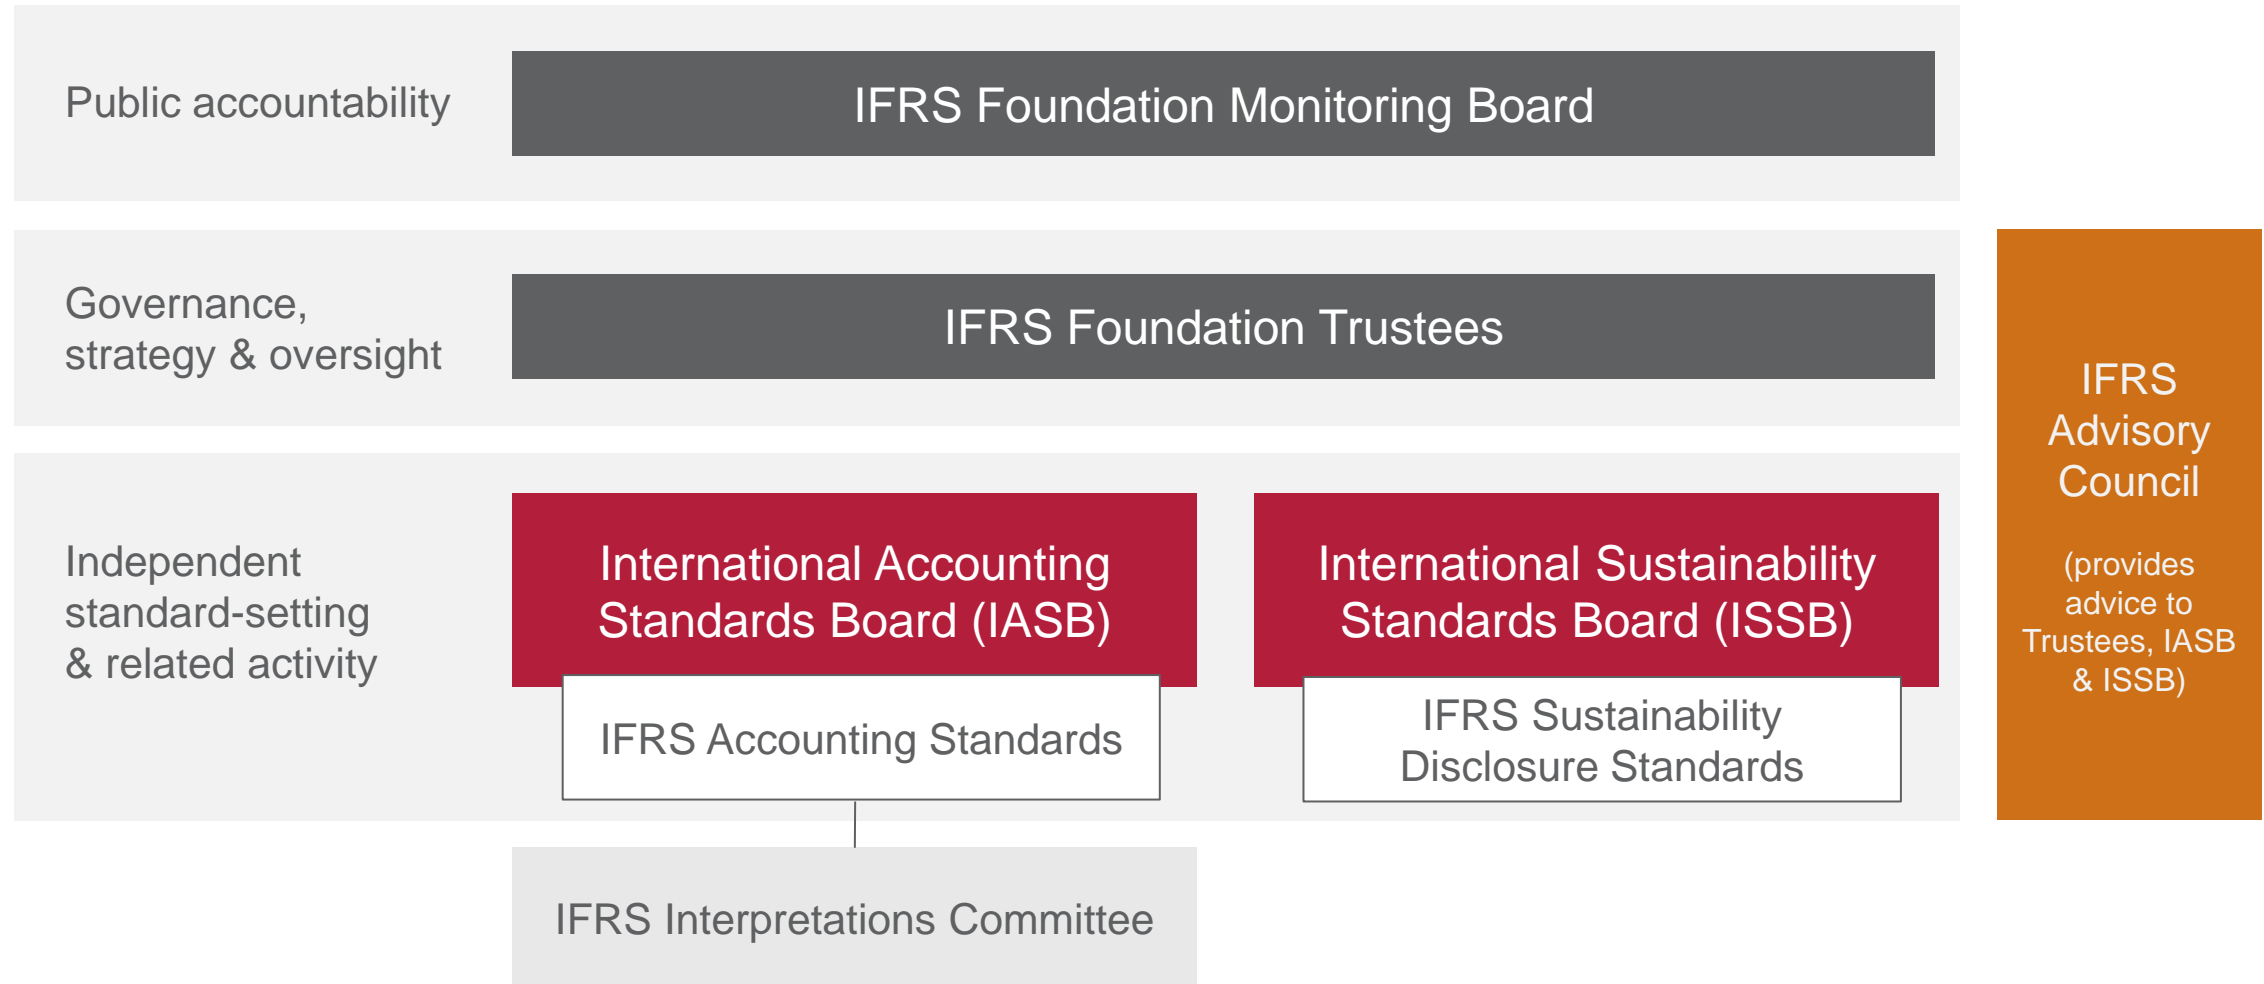 Public accountability
IFRS Foundation Monitoring Board
Governance,
strategy & oversight
IFRS Foundation Trustees
Independent
standard-setting
& related activity
International Accounting
Standards Board (IASB)
IFRS Accounting Standards
International Sustainability
Standards Board (ISSB)
IFRS Sustainability
Disclosure Standards
IFRS Interpretations Committee
IFRS
Advisory
Council
(provides
advice to
Trustees, IASB
& ISSB)